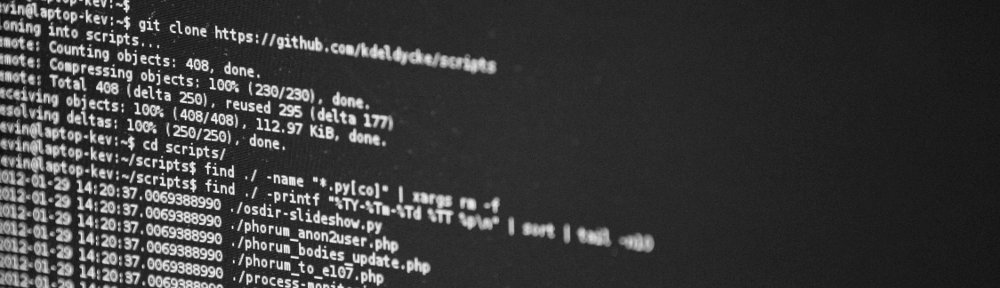 vin@laptop-kev:~$
evin@laptop-kev:~$ git clone https://github.com/kdeldycke/scripts
oning into scripts...
mote: Counting objects: 408, done.
emote: Compressing objects: 100% (230/230), done.
emote: Total 408 (delta 250), reused 295 (delta 177)
eceiving objects: 100% (408/408), 112.97 KiB, done.
esolving deltas: 100% (250/250), done.
evin@laptop-kev:~$ cd scripts/
evin@laptop-kev:~/scripts$ find ./ -name "*.py[co]" | xargs rm -f
evin@laptop-kev:~/scripts$ find ./ -printf "%TY-%Tm-%Td %TT %p\n" | sort | tail -n10
2012-01-29 14:20:37.0069388990 ./osdir-slideshow.py
2012-01-29 14:20:37.0069388990 ./phorum_anon2user.php
2012-01-29 14:20:37.0069388990 ./phorum_bodies_update.php
2012-01-29 14:20:37.0069388990 ./phorum_to_e107.php
2012-01-29 14:20:37.0069388990 ./process-monit